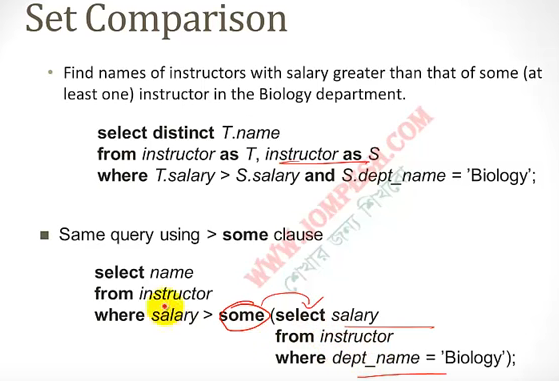 Set Comparison
• Find names of instructors with salary greater than that of some (at
least one) instructor in the Biology department.
select distinct T.name
from instructor as T, instructor as S
where T.salary > S.salary and S.dept_name = 'Biology';
■ Same query using > some clause
select name
from instructor
where salary > some (select salary
from instructor
where dept_name = 'Biology');
WWW.JOMPESH.COM
শেখার জন্য শিখাতে